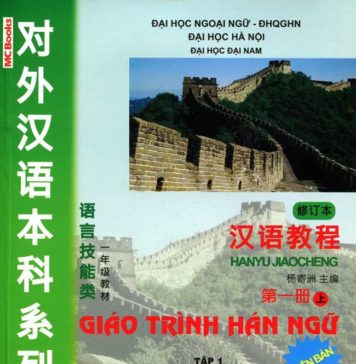 MCBooks
对外汉语本科系列
ĐẠI HỌC NGOẠI NGỮ - ĐHQGHN
ĐẠI HỌC HÀ NỘI
ĐẠI HỌC ĐẠI NAM
语言技能类
一年级教材
修订本
汉语教程
HANYU JIAOCHENG
杨寄洲 主编
第一册 上
GIÁO TRÌNH HÁN NGỮ
TẬP 1
BẢN